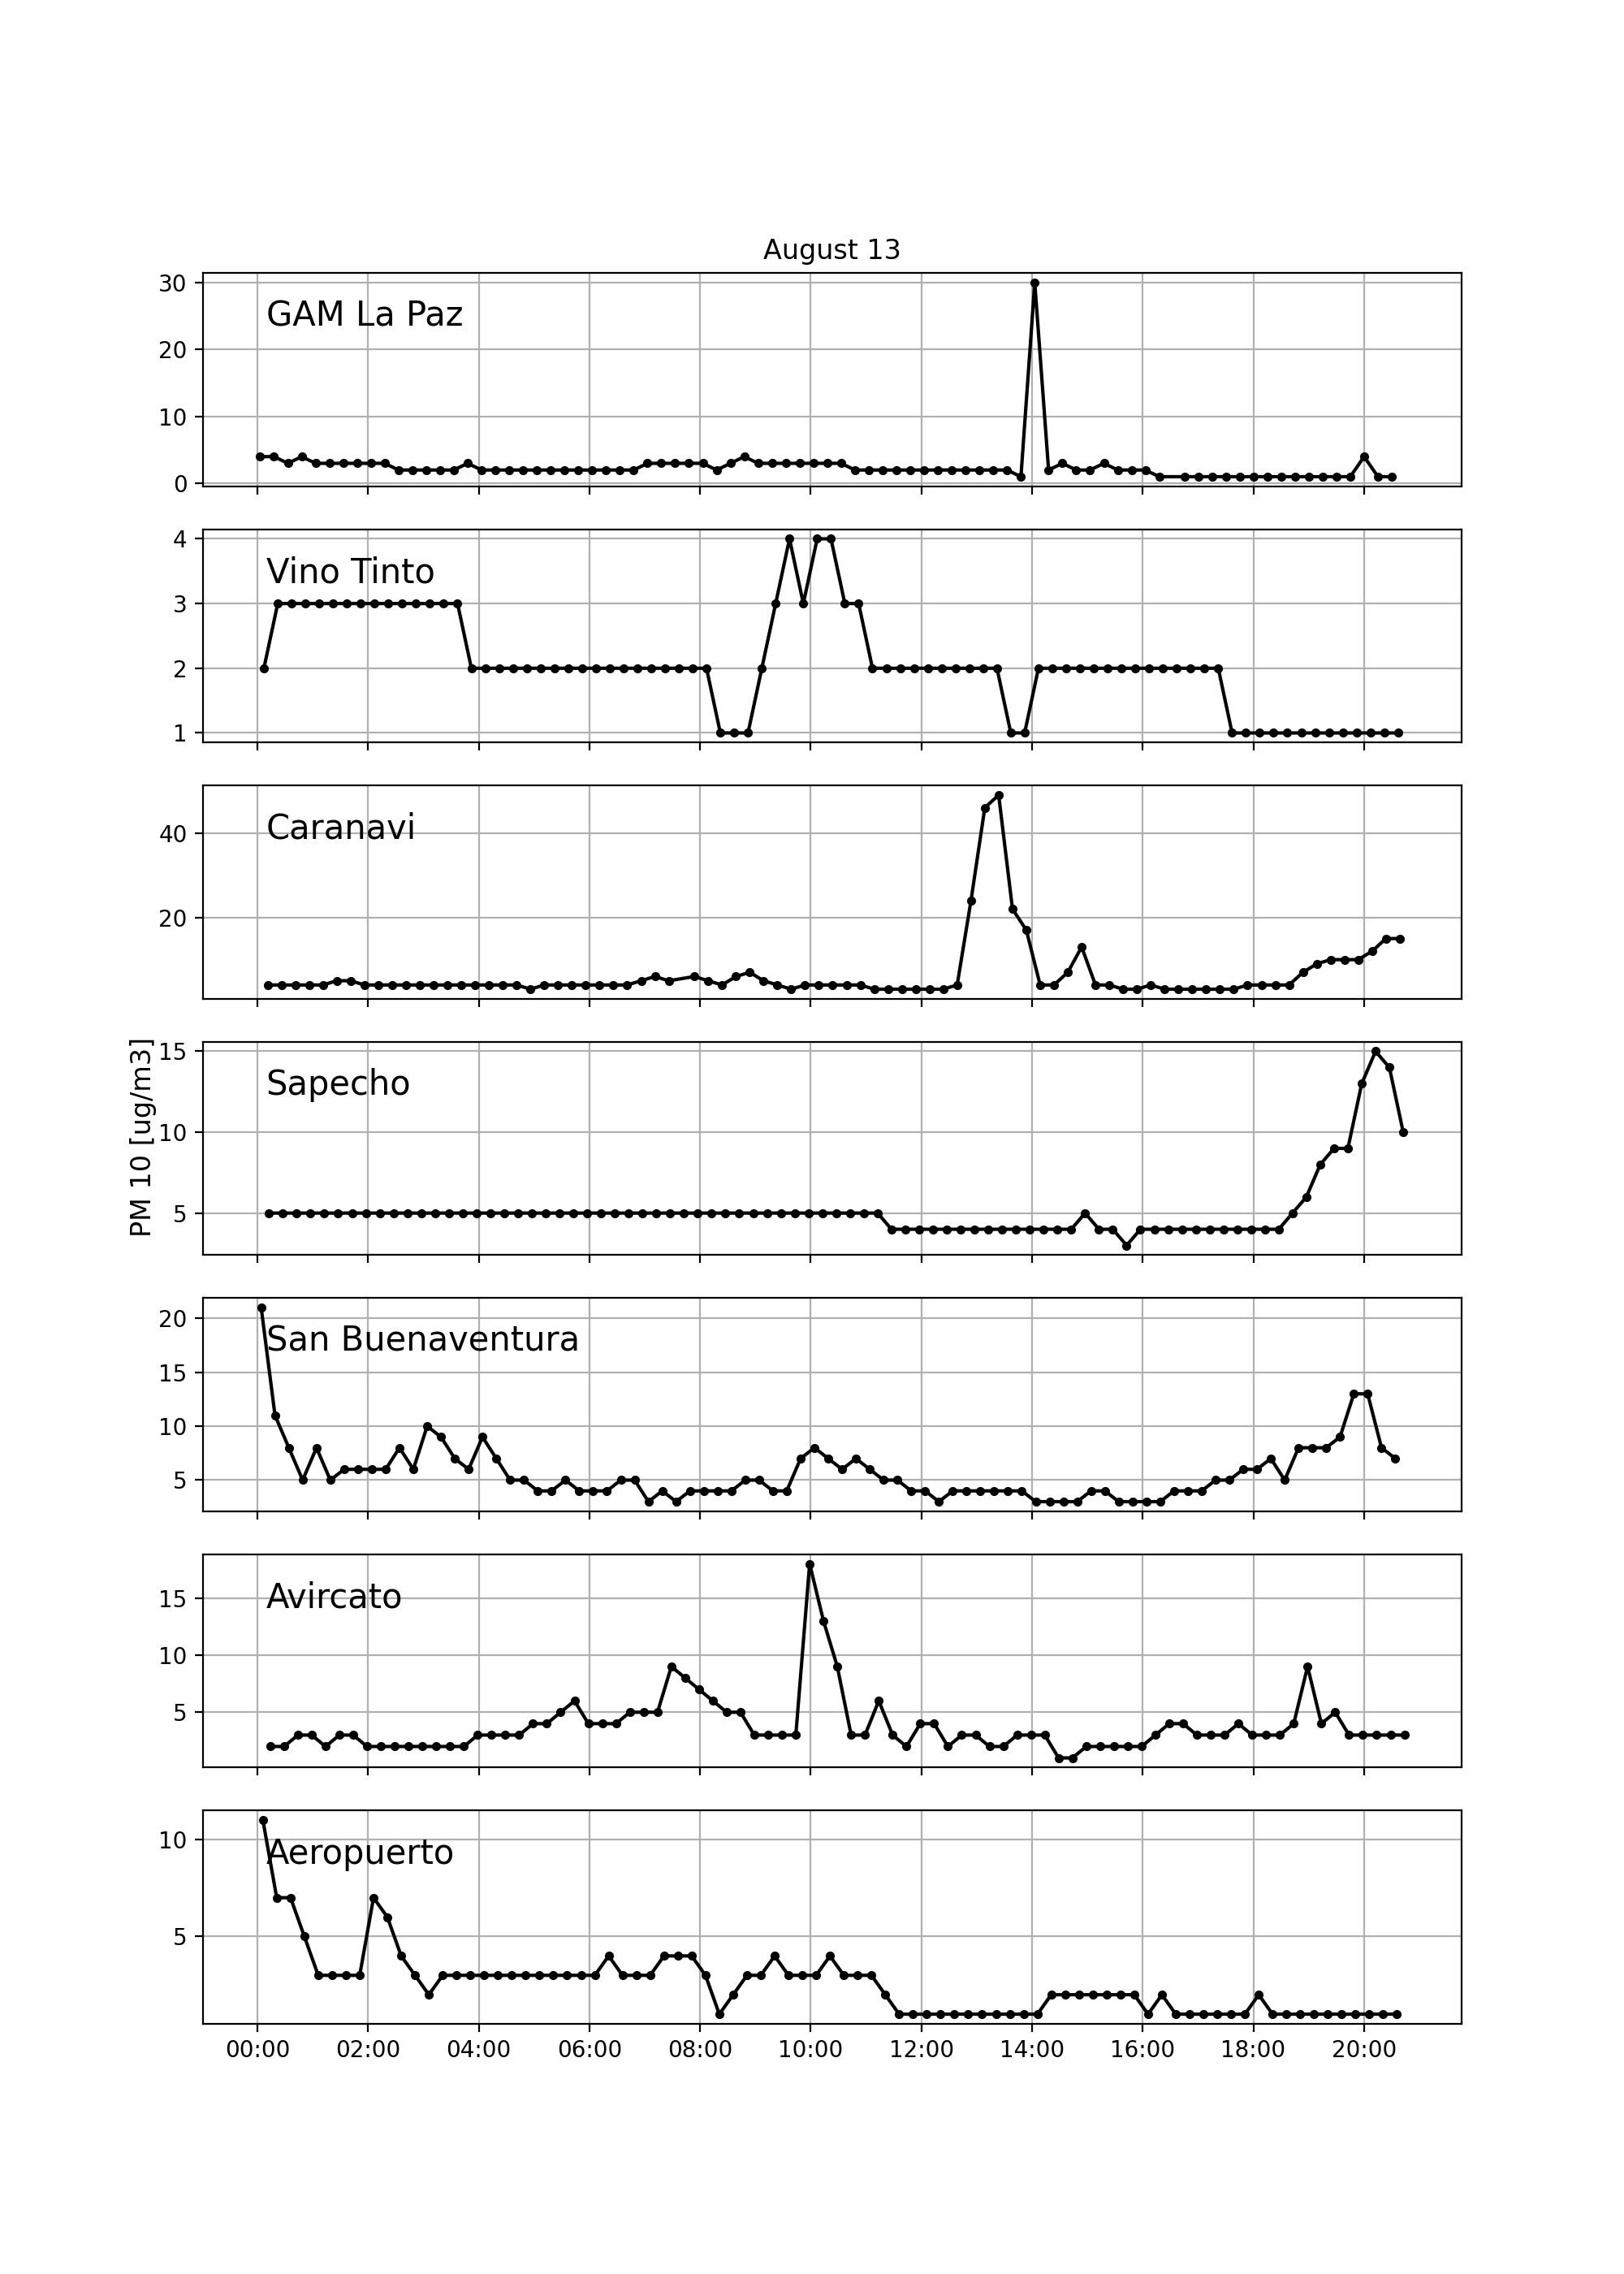 August 13
30
GAM La Paz
20
10
0
4
Vino Tinto
3
2
1
Caranavi
40
20
PM 10 [ug/m3]
15
Sapecho
10
5
20
San Buenaventura
15
10
5
Avircato
15
10
5
Aeropuerto
10
5
00:00 02:00 04:00 06:00 08:00 10:00 12:00 14:00 16:00 18:00 20:00